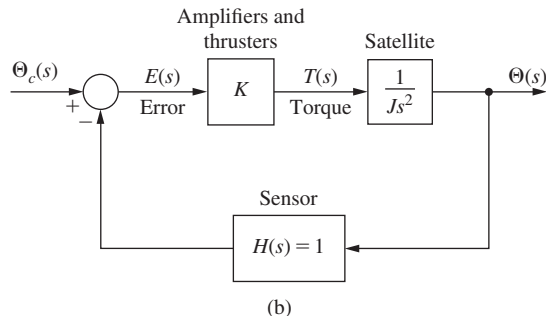 Amplifiers and
thrusters
Satellite
Θc(s)
E(s)
T(s)
Θ(s)
+
−
Error
K
Torque
1
Js²
Sensor
H(s) = 1
(b)